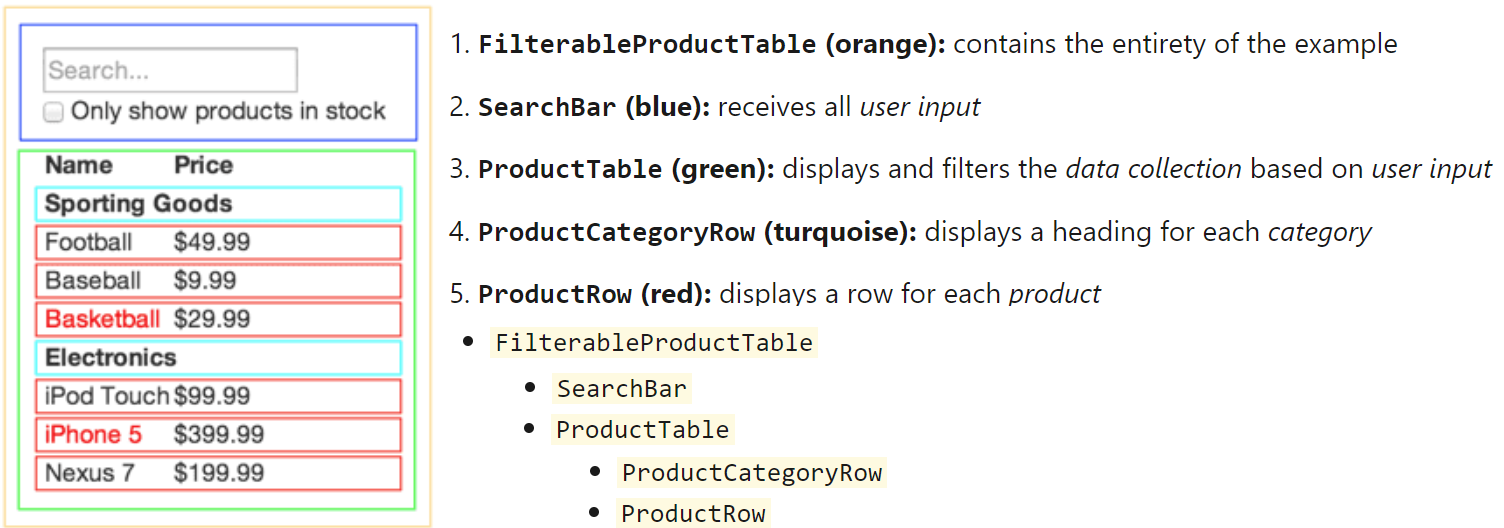 Search...
Only show products in stock
Name Price
Sporting Goods
Football $49.99
Baseball $9.99
Basketball $29.99
Electronics
iPod Touch $99.99
iPhone 5 $399.99
Nexus 7 $199.99
1. FilterableProductTable (orange): contains the entirety of the example
2. SearchBar (blue): receives all user input
3. ProductTable (green): displays and filters the data collection based on user input
4. ProductCategoryRow (turquoise): displays a heading for each category
5. ProductRow (red): displays a row for each product
• FilterableProductTable
• SearchBar
• ProductTable
• ProductCategoryRow
• ProductRow